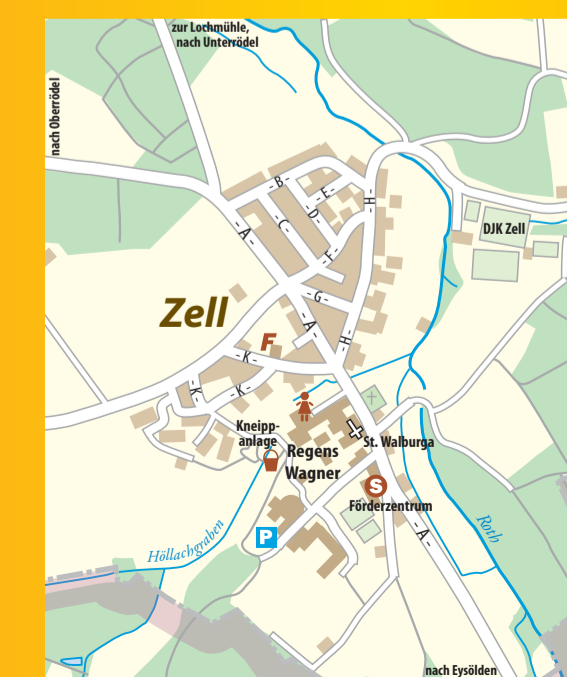 zur Lochmühle,
nach Unterrödel
nach Oberrödel
-B-
-E-
-H-
-D-
-C-
-A-
DJK Zell
-F-
-G-
Zell
-A-
F
-H-
-K-
-K-
-K-
Kneipp-
anlage
St. Walburga
Regens
Wagner
S
Förderzentrum
P
Höllachgraben
Roth
-A-
nach Eysölden